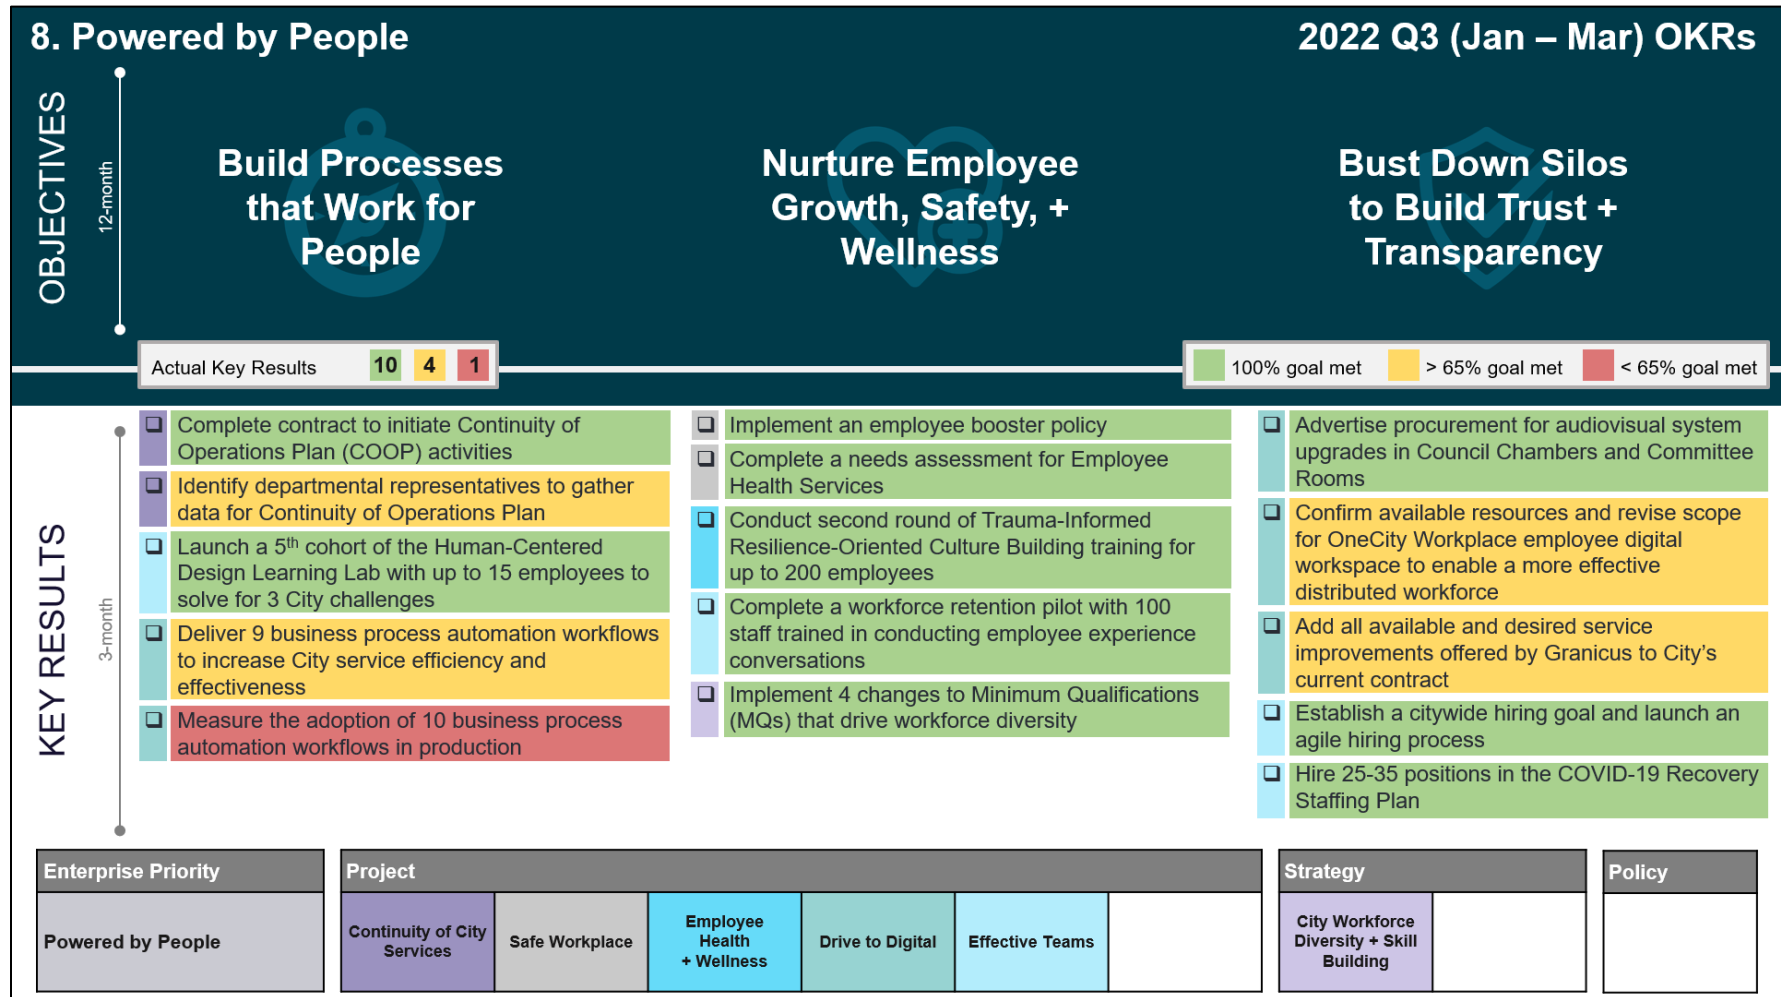 8. Powered by People
2022 Q3 (Jan – Mar) OKRs
OBJECTIVES
12-month
Build Processes
that Work for
People
Nurture Employee
Growth, Safety, +
Wellness
Bust Down Silos
to Build Trust +
Transparency
Actual Key Results 10 4 1
100% goal met > 65% goal met < 65% goal met
KEY RESULTS
3-month
❑ Complete contract to initiate Continuity of
Operations Plan (COOP) activities
❑ Identify departmental representatives to gather
data for Continuity of Operations Plan
❑ Launch a 5th cohort of the Human-Centered
Design Learning Lab with up to 15 employees to
solve for 3 City challenges
❑ Deliver 9 business process automation workflows
to increase City service efficiency and
effectiveness
❑ Measure the adoption of 10 business process
automation workflows in production
❑ Implement an employee booster policy
❑ Complete a needs assessment for Employee
Health Services
❑ Conduct second round of Trauma-Informed
Resilience-Oriented Culture Building training for
up to 200 employees
❑ Complete a workforce retention pilot with 100
staff trained in conducting employee experience
conversations
❑ Implement 4 changes to Minimum Qualifications
(MQs) that drive workforce diversity
❑ Advertise procurement for audiovisual system
upgrades in Council Chambers and Committee
Rooms
❑ Confirm available resources and revise scope
for OneCity Workplace employee digital
workspace to enable a more effective
distributed workforce
❑ Add all available and desired service
improvements offered by Granicus to City’s
current contract
❑ Establish a citywide hiring goal and launch an
agile hiring process
❑ Hire 25-35 positions in the COVID-19 Recovery
Staffing Plan
Enterprise Priority
Powered by People
Project
Continuity of City
Services
Safe Workplace
Employee
Health
+ Wellness
Drive to Digital
Effective Teams
Strategy
City Workforce
Diversity + Skill
Building
Policy